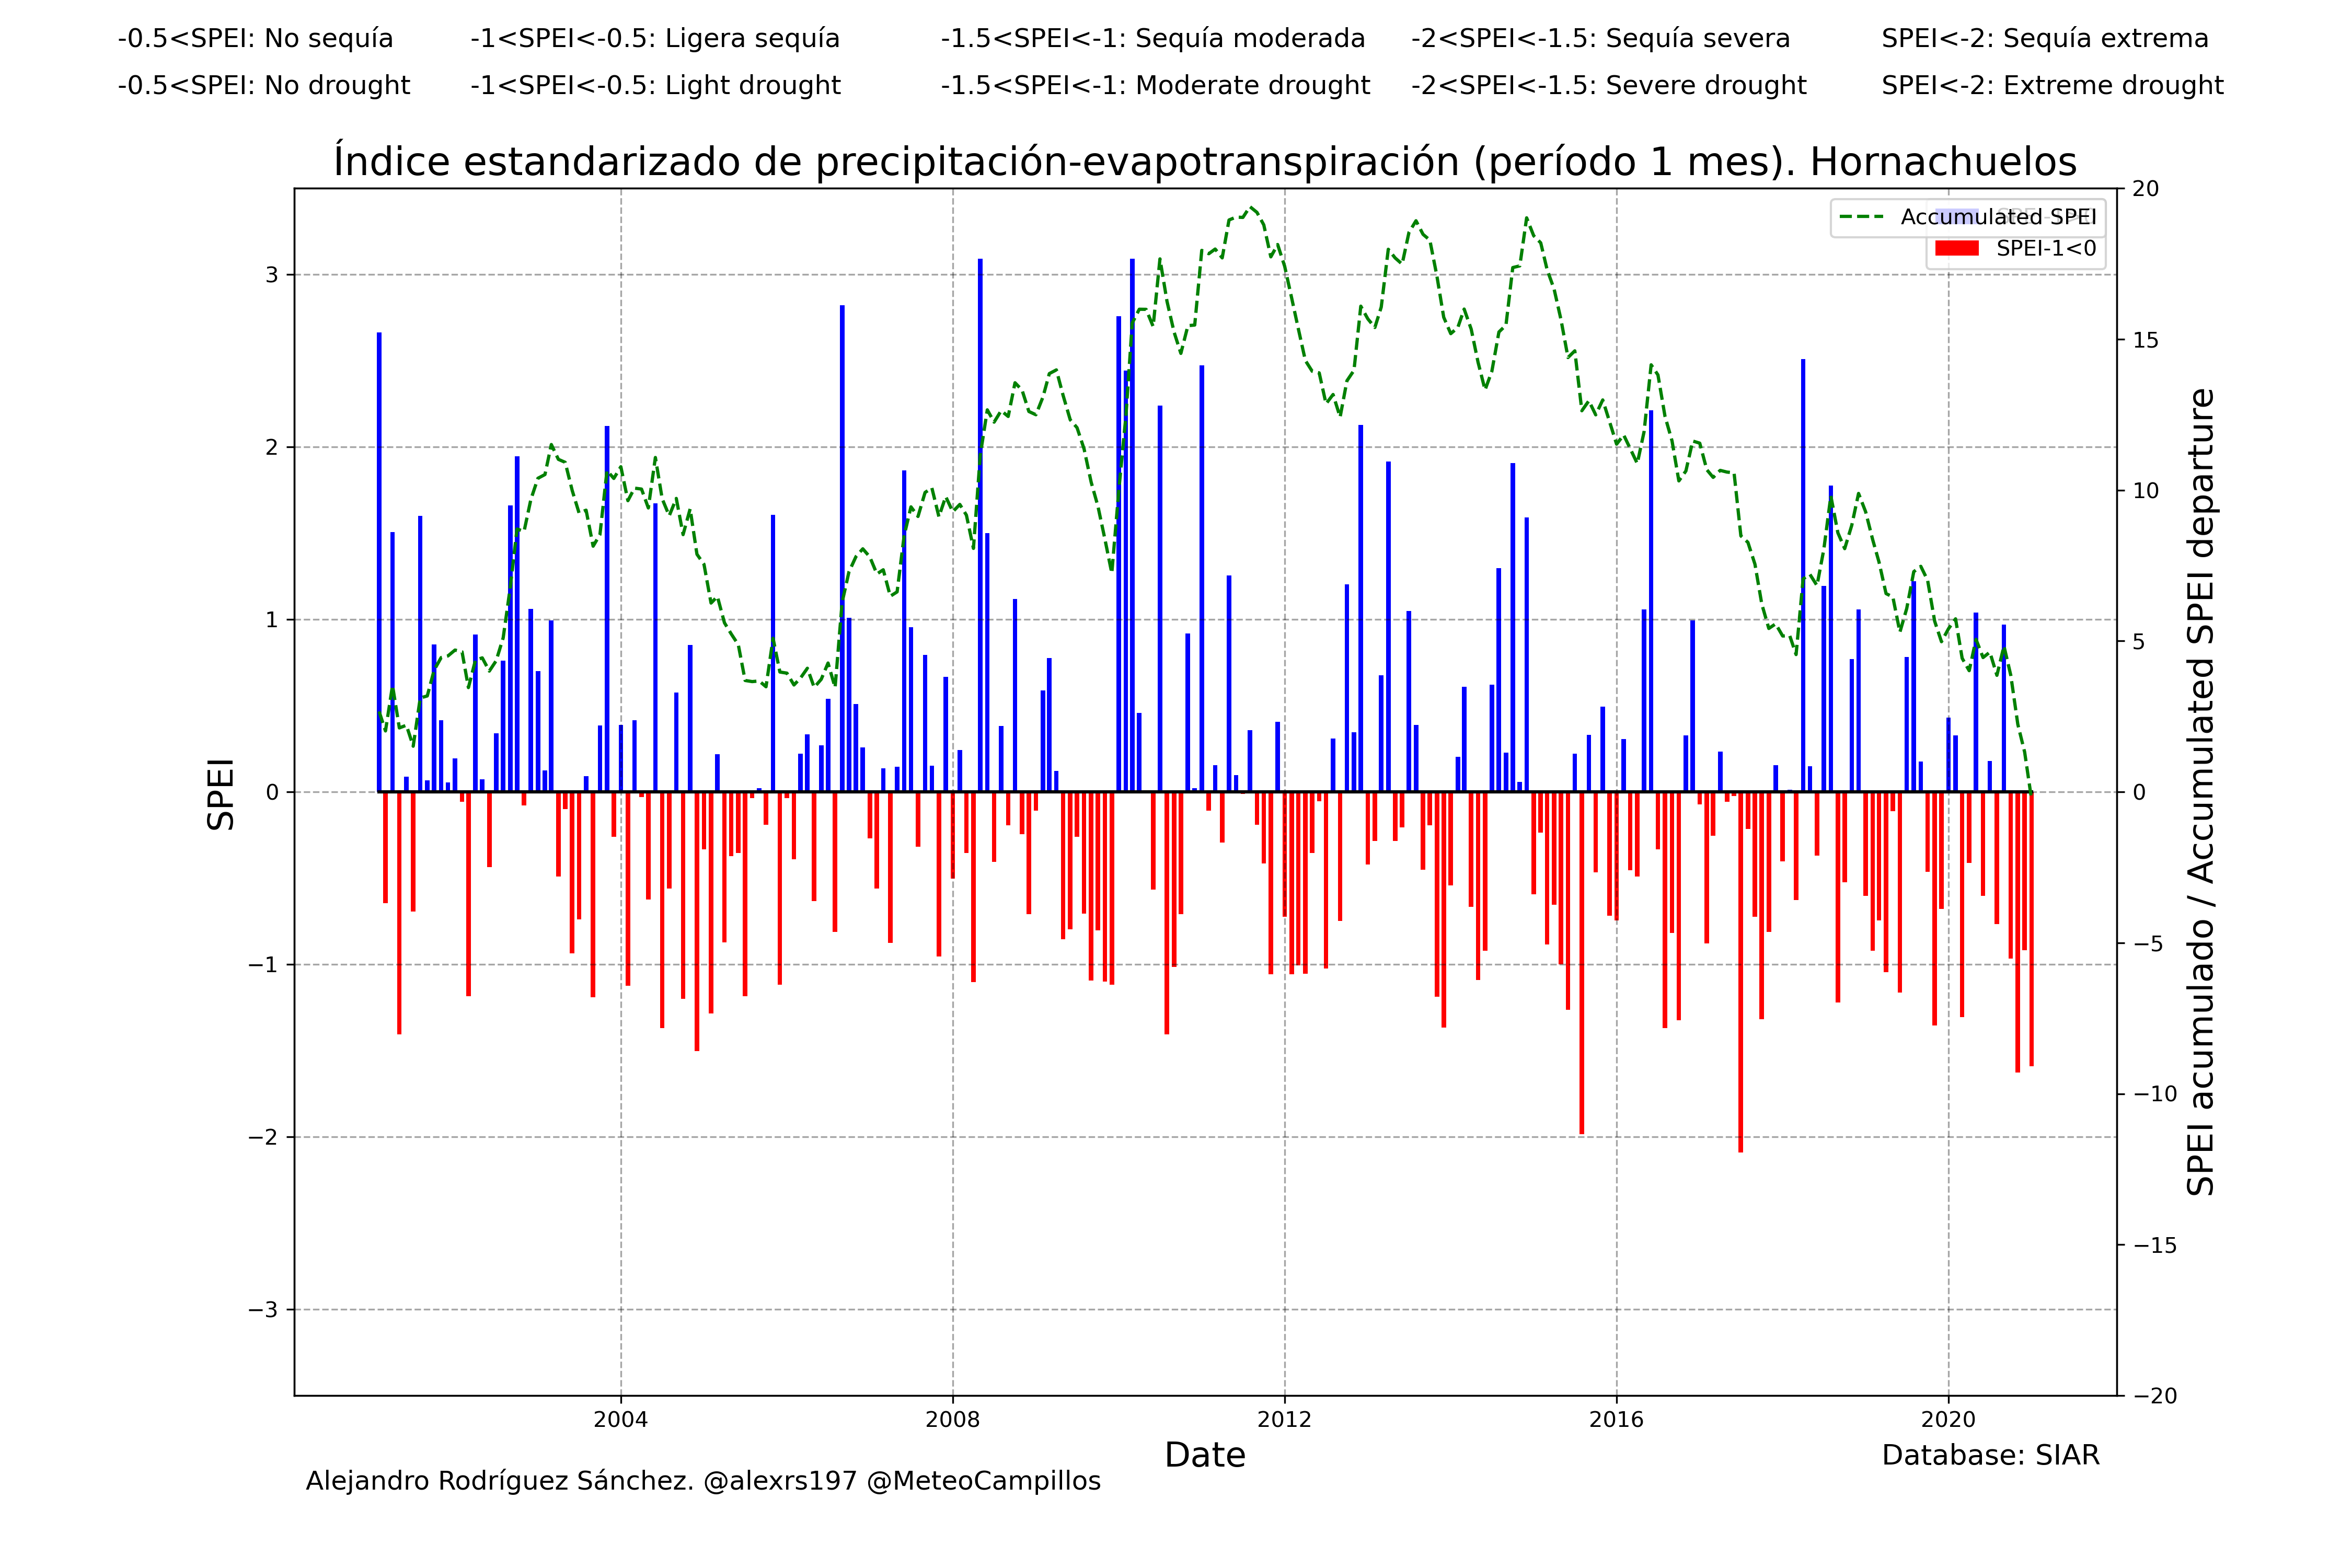 -0.5<SPEI: No sequía -1<SPEI<-0.5: Ligera sequía -1.5<SPEI<-1: Sequía moderada -2<SPEI<-1.5: Sequía severa SPEI<-2: Sequía extrema
-0.5<SPEI: No drought -1<SPEI<-0.5: Light drought -1.5<SPEI<-1: Moderate drought -2<SPEI<-1.5: Severe drought SPEI<-2: Extreme drought
Índice estandarizado de precipitación-evapotranspiración (período 1 mes). Hornachuelos
Accumulated SPEI
SPEI-1<0
SPEI
3
2
1
0
−1
−2
−3
20
15
10
5
0
−5
−10
−15
−20
SPEI acumulado / Accumulated SPEI departure
2004 2008 2012 2016 2020
Date
Database: SIAR
Alejandro Rodríguez Sánchez. @alexrs197 @MeteoCampillos